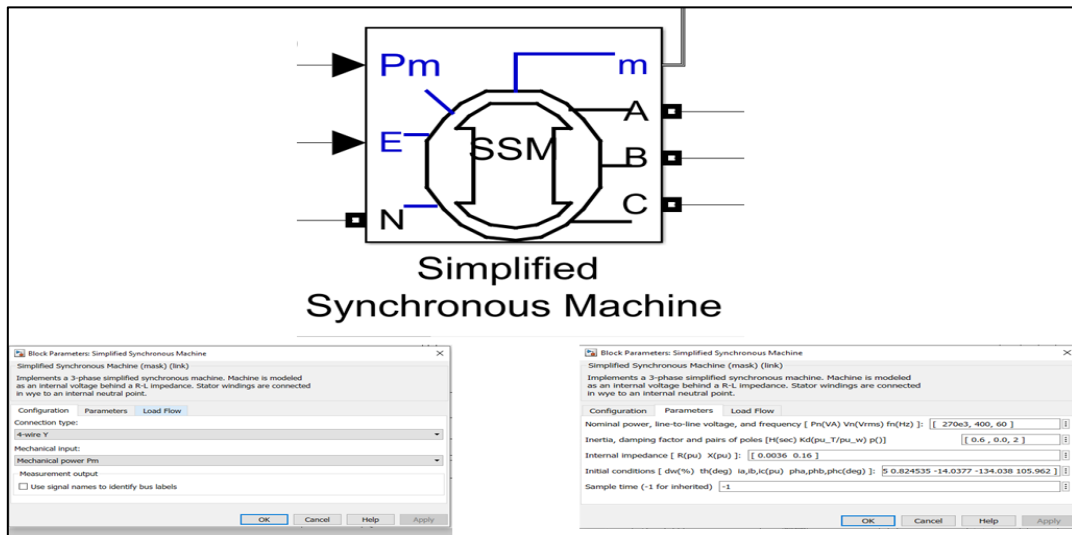 Pm
m
E
A
SSM
B
N
C
Simplified
Synchronous Machine
Block Parameters: Simplified Synchronous Machine
Simplified Synchronous Machine (mask) (link)
Implements a 3-phase simplified synchronous machine. Machine is modeled
as an internal voltage behind a R-L impedance. Stator windings are connected
in wye to an internal neutral point.
Configuration Parameters Load Flow
Connection type:
4-wire Y
Mechanical input:
Mechanical power Pm
Measurement output
Use signal names to identify bus labels
OK Cancel Help Apply
Block Parameters: Simplified Synchronous Machine
Simplified Synchronous Machine (mask) (link)
Implements a 3-phase simplified synchronous machine. Machine is modeled
as an internal voltage behind a R-L impedance. Stator windings are connected
in wye to an internal neutral point.
Configuration Parameters Load Flow
Nominal power, line-to-line voltage, and frequency [ Pn(VA) Vn(Vrms) fn(Hz) ]: [ 270e3, 400, 60 ]
Inertia, damping factor and pairs of poles [H(sec) Kd(pu_T/pu_w) p()] [ 0.6 , 0.0, 2 ]
Internal impedance [ R(pu) X(pu) ]: [ 0.0036 0.16 ]
Initial conditions [ dw(%) th(deg) ia,ib,ic(pu) pha,phb,phc(deg) ]: 5 0.824535 -14.0377 -134.038 105.962 ]
Sample time (-1 for inherited) -1
OK Cancel Help Apply